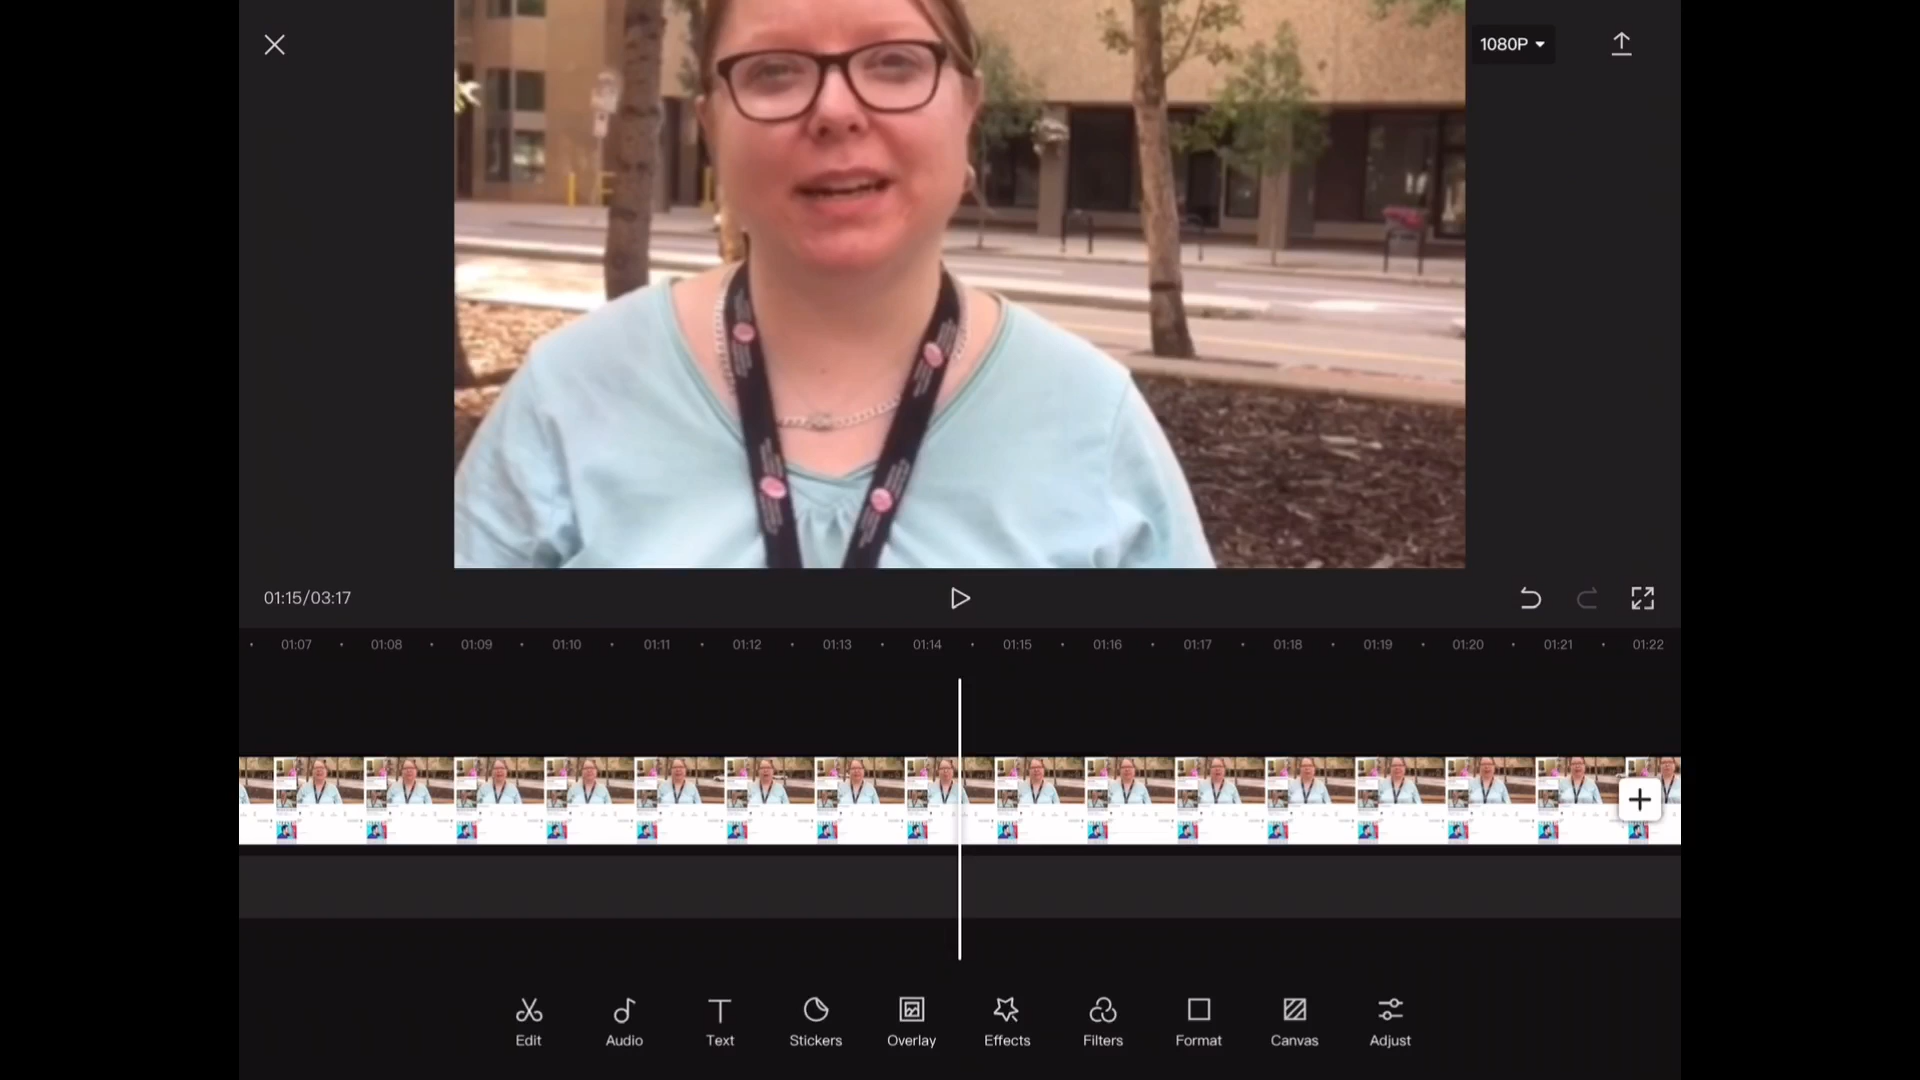 1080P
01:15/03:17
01:07 01:08 01:09 01:10 01:11 01:12 01:13 01:14 01:15 01:16 01:17 01:18 01:19 01:20 01:21 01:22
Edit Audio Text Stickers Overlay Effects Filters Format Canvas Adjust